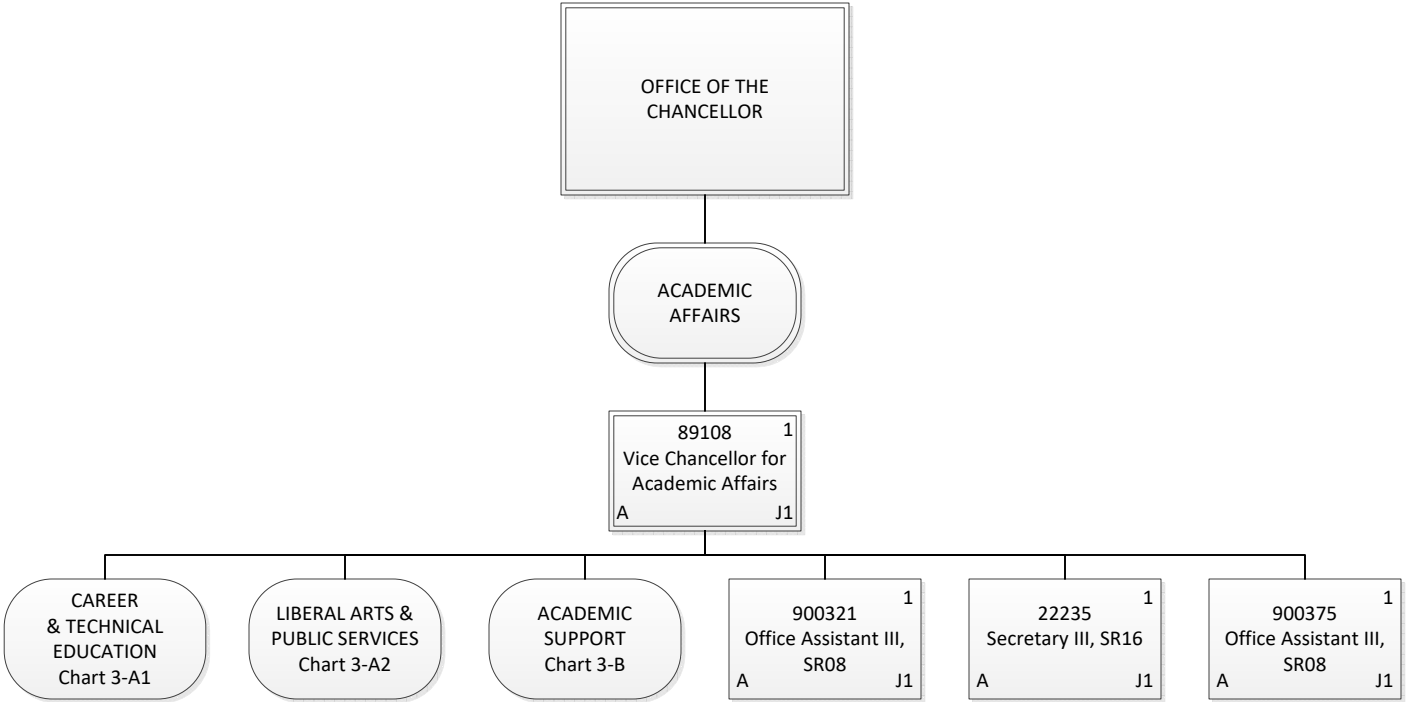 OFFICE OF THE
CHANCELLOR
ACADEMIC
AFFAIRS
89108 1
Vice Chancellor for
Academic Affairs
A J1
CAREER
& TECHNICAL
EDUCATION
Chart 3-A1
LIBERAL ARTS &
PUBLIC SERVICES
Chart 3-A2
ACADEMIC
SUPPORT
Chart 3-B
1
900321
Office Assistant III,
SR08
A J1
1
22235
Secretary III, SR16
A J1
1
900375
Office Assistant III,
SR08
A J1